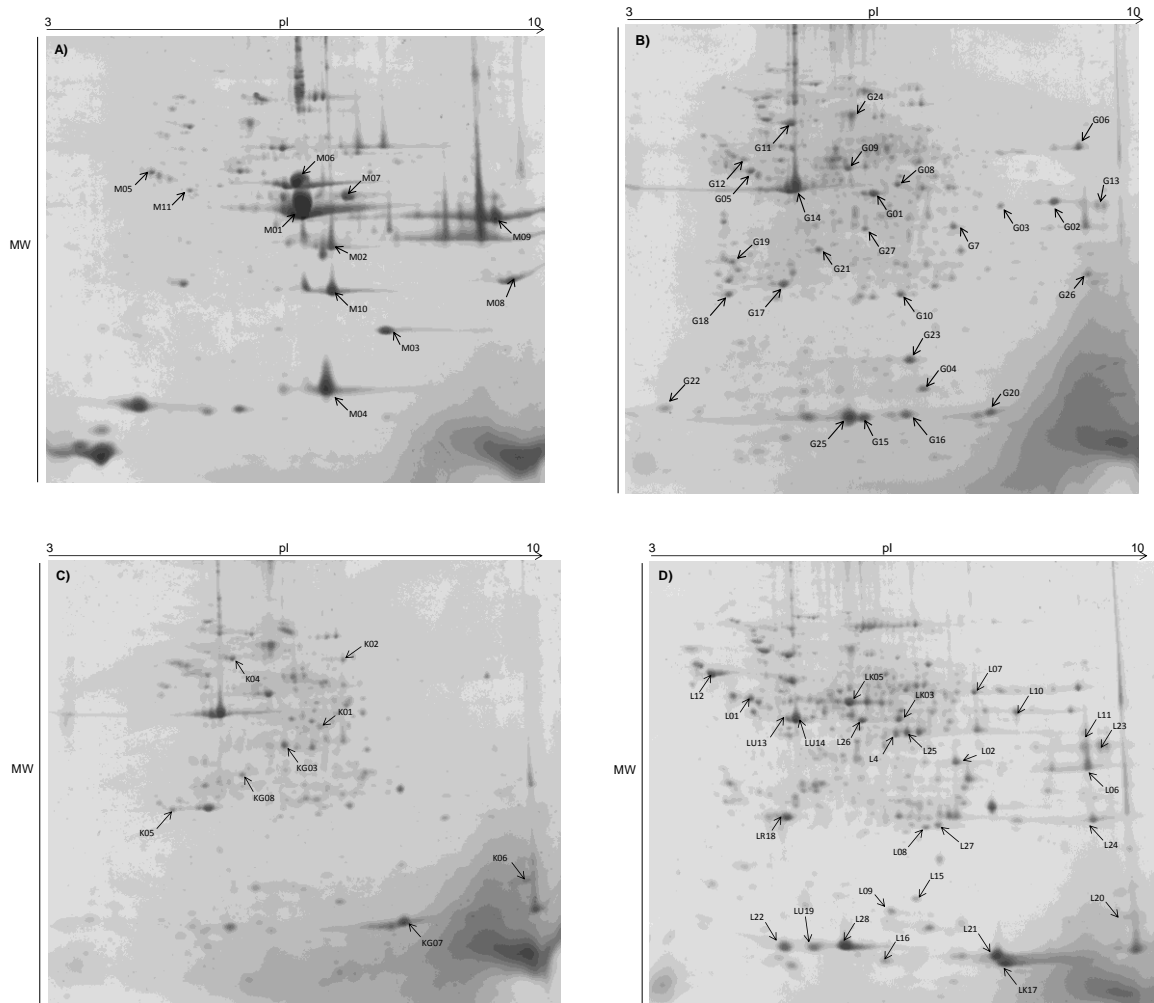 3 pI 10
A)
MW
M06
M05
M07
M11
M01
M09
M02
M08
M10
M03
M04
3 pI 10
B)
G24
G06
G11
G09
G12
G08
G13
G05
G14
G01
G03
G02
G19
G27
G7
G21
G26
G18
G17
G10
G23
G04
G22
G20
G25
G15
G16
3 pI 10
C)
MW
K02
K04
K01
KG03
KG08
K05
K06
KG07
3 pI 10
D)
MW
L12
LK05
L07
L01
LK03
L10
L11
L23
LU13
LU14
L26
L4
L25
L02
L06
LR18
L08
L27
L24
L15
L09
L20
L22
LU19
L28
L16
L21
LK17